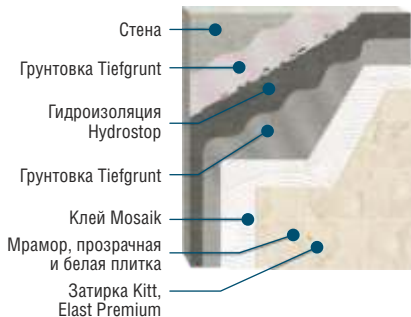 Стена
Грунтовка Tiefgrunt
Гидроизоляция
Hydrostop
Грунтовка Tiefgrunt
Клей Mosaik
Мрамор, прозрачная
и белая плитка
Затирка Kitt,
Elast Premium